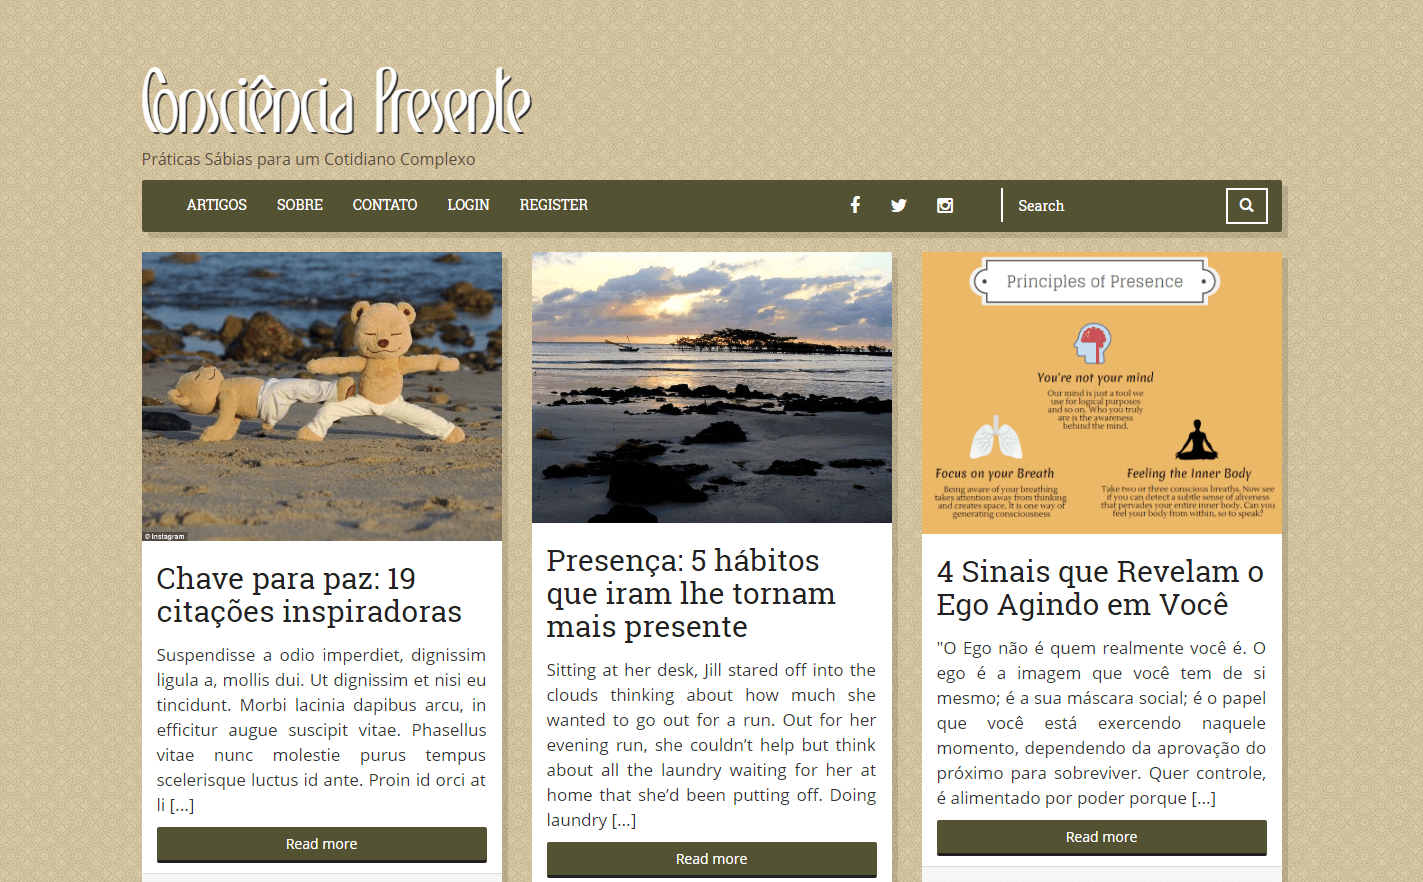 Consciência Presente
Práticas Sábias para um Cotidiano Complexo
ARTIGOS SOBRE CONTATO LOGIN REGISTER Search
© Instagram
Chave para paz: 19
citações inspiradoras
Suspendisse a odio imperdiet, dignissim
ligula a, mollis dui. Ut dignissim et nisi eu
tincidunt. Morbi lacinia dapibus arcu, in
efficitur augue suscipit vitae. Phasellus
vitae nunc molestie purus tempus
scelerisque luctus id ante. Proin id orci at
li [...]
Read more
Presença: 5 hábitos
que iram lhe tornam
mais presente
Sitting at her desk, Jill stared off into the
clouds thinking about how much she
wanted to go out for a run. Out for her
evening run, she couldn’t help but think
about all the laundry waiting for her at
home that she’d been putting off. Doing
laundry [...]
Read more
Principles of Presence
You're not your mind
Our mind is just a tool we
use for logical purposes
and so on. Who you truly
are is the awareness
behind the mind.
Focus on your Breath
Being aware of your breathing
takes attention away from thinking
and creates space. It is one way of
generating consciousness
Feeling the Inner Body
Take two or three conscious breaths. Now see
if you can detect a subtle sense of aliveness
that pervades your entire inner body. Can you
feel your body from within, so to speak?
4 Sinais que Revelam o
Ego Agindo em Você
"O Ego não é quem realmente você é. O
ego é a imagem que você tem de si
mesmo; é a sua máscara social; é o papel
que você está exercendo naquele
momento, dependendo da aprovação do
próximo para sobreviver. Quer controle,
é alimentado por poder porque [...]
Read more